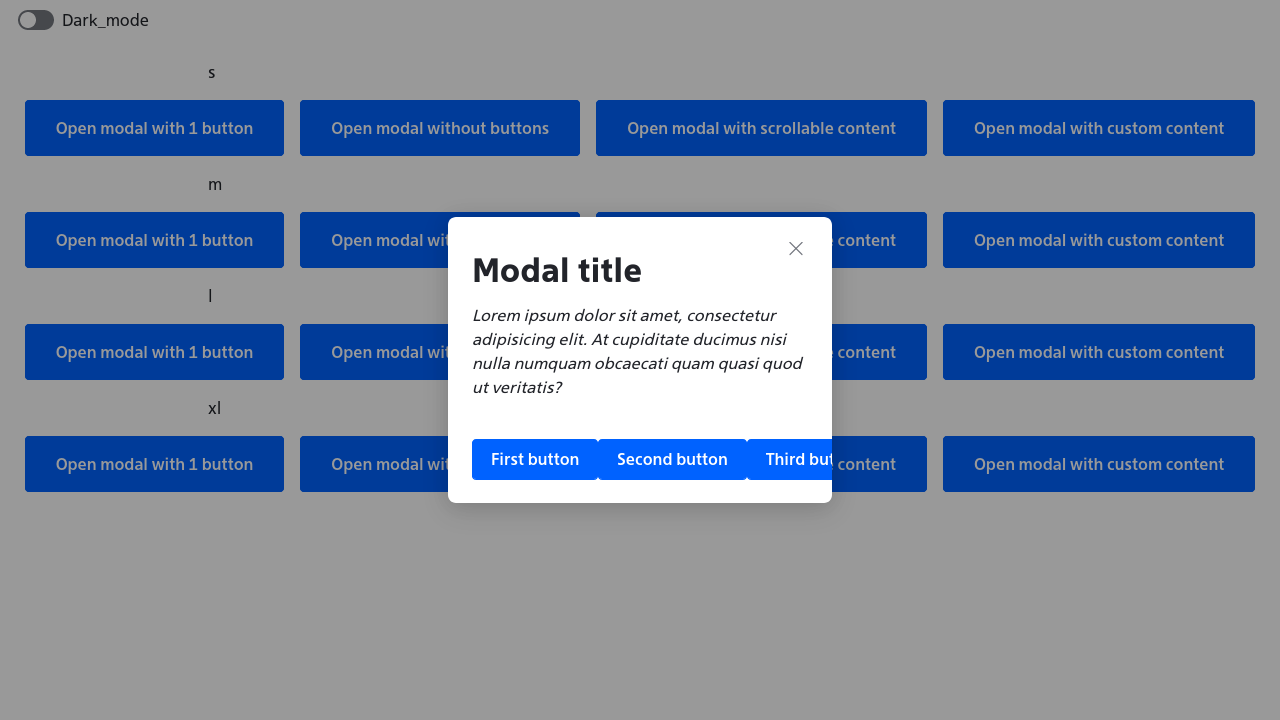 Dark_mode
s
Open modal with 1 button
Open modal without buttons
Open modal with scrollable content
Open modal with custom content
m
Open modal with 1 button
Open modal
content
Open modal with custom content
l
Open modal with 1 button
Open modal
content
Open modal with custom content
xl
Open modal with 1 button
Open modal
content
Open modal with custom content
Modal title
Lorem ipsum dolor sit amet, consectetur
adipisicing elit. At cupiditate ducimus nisi
nulla numquam obcaecati quam quasi quod
ut veritatis?
First button
Second button
Third but